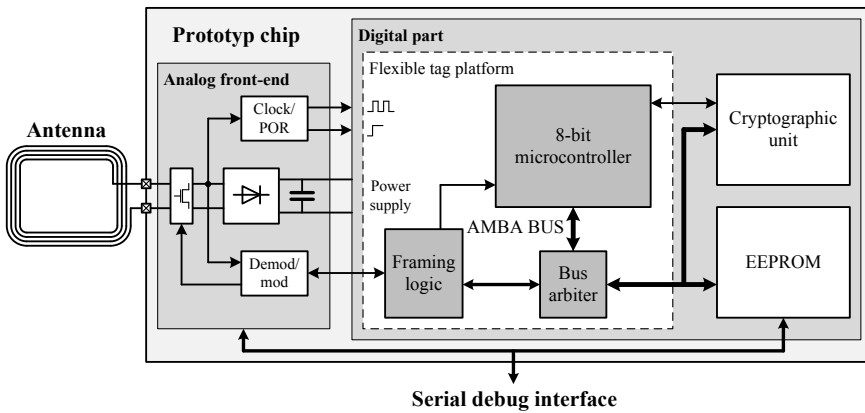 Prototyp chip
Digital part
Analog front-end
Flexible tag platform
Antenna
Clock/
POR
8-bit
microcontroller
Cryptographic
unit
Power
supply
AMBA BUS
Demod/
mod
Framing
logic
Bus
arbiter
EEPROM
Serial debug interface